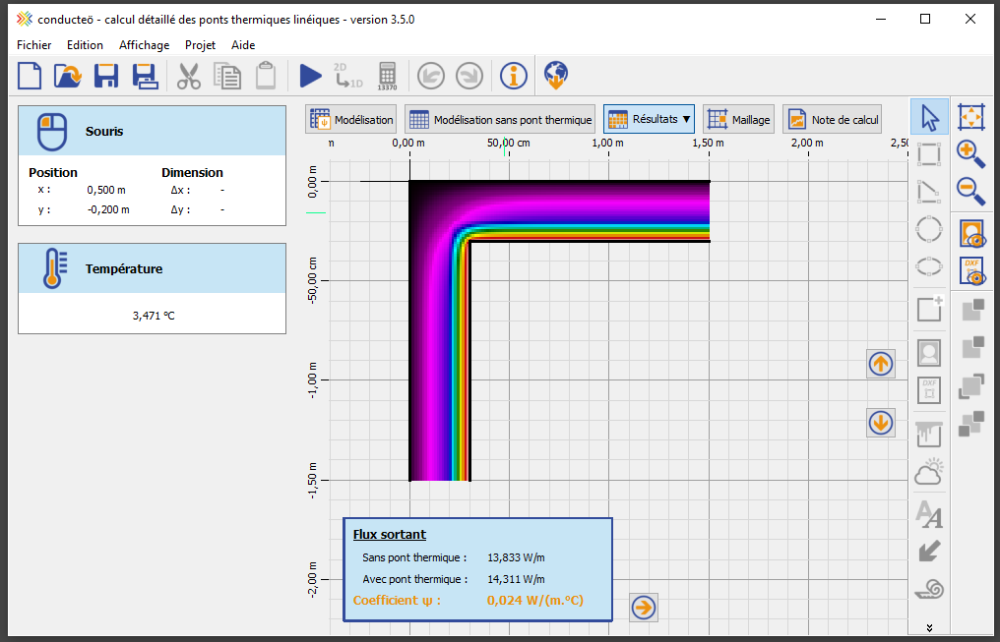 conducteö - calcul détaillé des ponts thermiques linéiques - version 3.5.0
Fichier Edition Affichage Projet Aide
2D
1D
13370
Souris
Position Dimension
x : 0,500 m Δx : -
y : -0,200 m Δy : -
Température
3,471 °C
Modélisation Modélisation sans pont thermique Résultats ▼ Maillage Note de calcul
n 0,00 m 50,00 cm 1,00 m 1,50 m 2,00 m 2,50
0,00 m
-50,00 cm
-1,00 m
-1,50 m
-2,00 m
Flux sortant
Sans pont thermique : 13,833 W/m
Avec pont thermique : 14,311 W/m
Coefficient ψ : 0,024 W/(m.°C)
DXF
DXF
AA